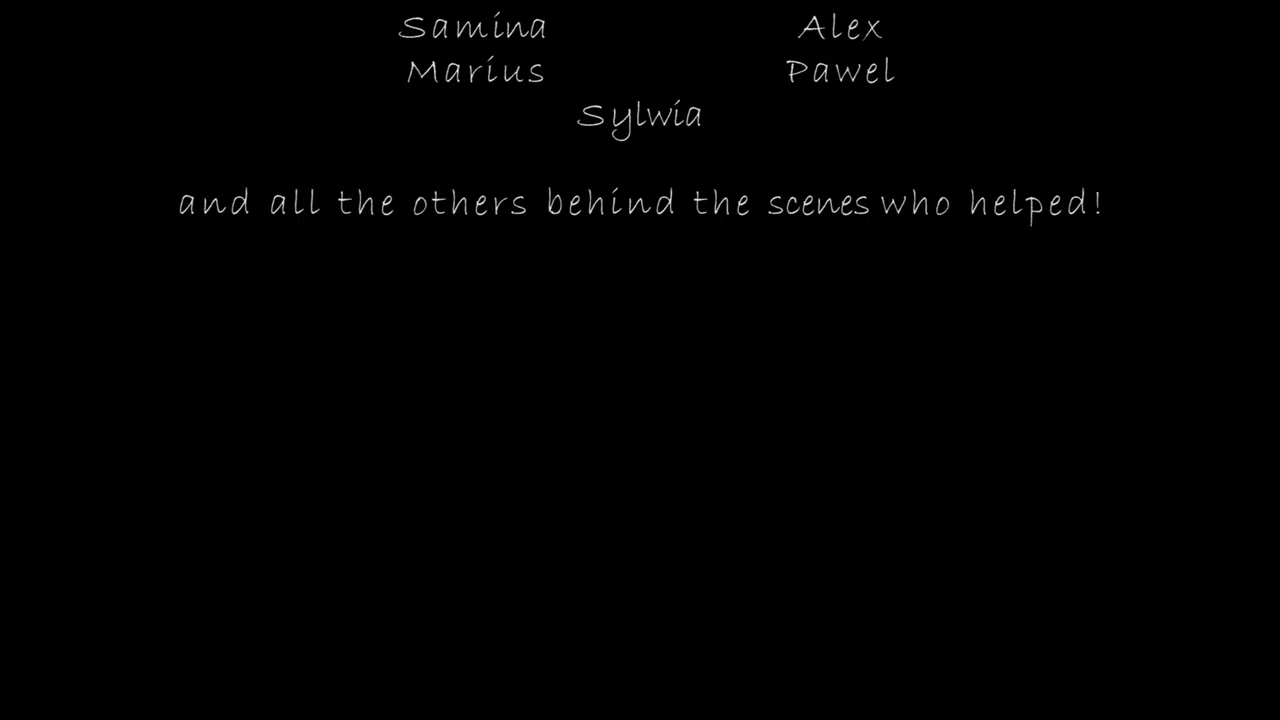 Samina Alex
Marius Pawel
Sylwia
and all the others behind the scenes who helped!